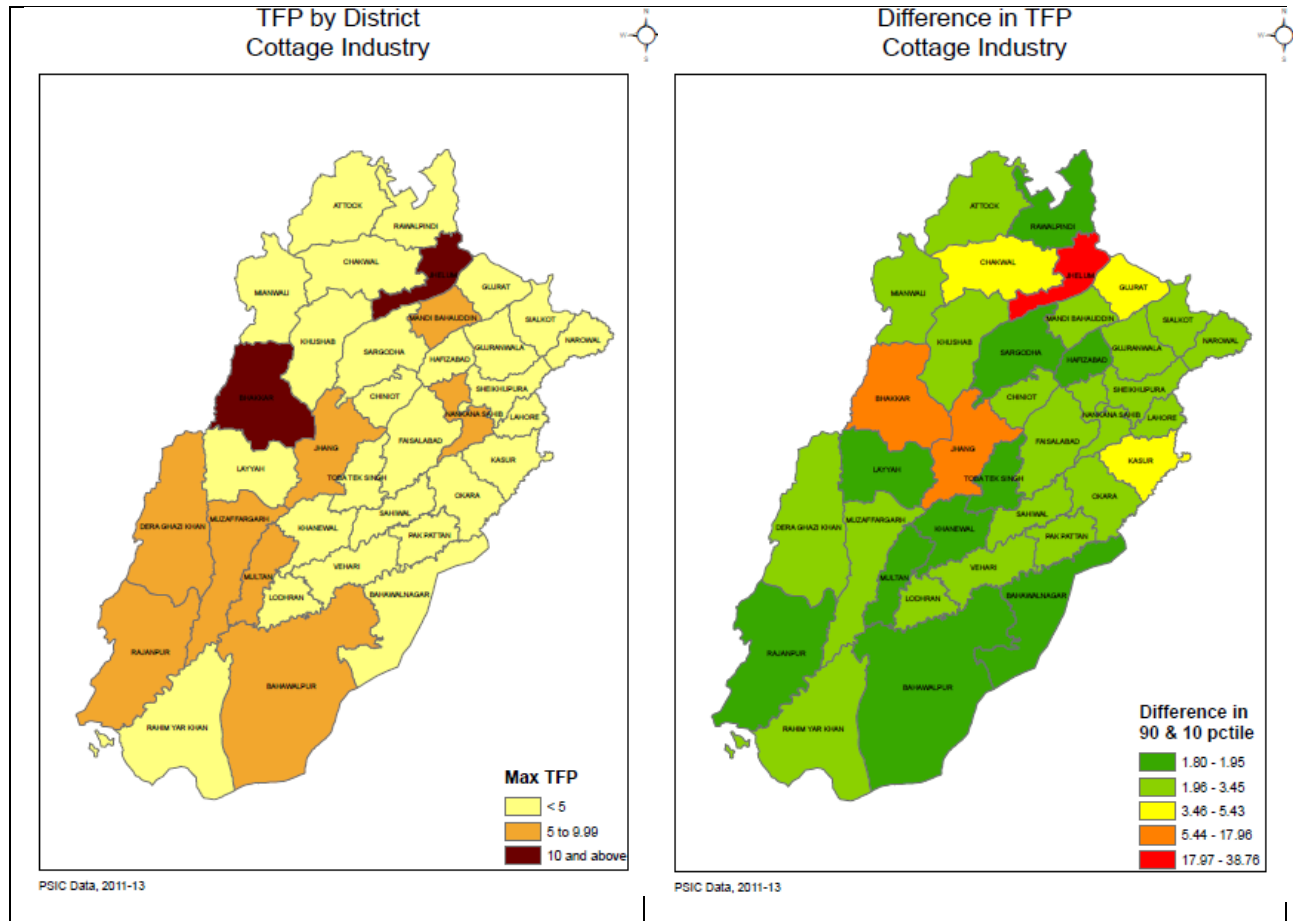 TFP by District
Cottage Industry
N
W
S
ATTOCK
RAWALPINDI
CHAKWAL
JHELUM
MIANWALI
GUJRAT
MANDI BAHAUDDIN
SIALKOT
NAROWAL
KHUSHAB
SARGODHA
HAFIZABAD
GUJRANWALA
BHAKKAR
CHINIOT
SHEIKHUPURA
NANKANA SAHIB
LAHORE
JHANG
FAISALABAD
KASUR
LAYYAH
TOBA TEK SINGH
OKARA
DERA GHAZI KHAN
MUZAFFARGARH
KHANEWAL
SAHIWAL
PAK PATTAN
MULTAN
VEHARI
LODHRAN
BAHAWALNAGAR
RAJANPUR
BAHAWALPUR
RAHIM YAR KHAN
Max TFP
< 5
5 to 9.99
10 and above
PSIC Data, 2011-13
Difference in TFP
Cottage Industry
N
W
S
ATTOCK
RAWALPINDI
CHAKWAL
JHELUM
MIANWALI
GUJRAT
MANDI BAHAUDDIN
SIALKOT
NAROWAL
KHUSHAB
SARGODHA
HAFIZABAD
GUJRANWALA
BHAKKAR
CHINIOT
SHEIKHUPURA
NANKANA SAHIB
LAHORE
JHANG
FAISALABAD
KASUR
LAYYAH
TOBA TEK SINGH
OKARA
DERA GHAZI KHAN
MUZAFFARGARH
KHANEWAL
SAHIWAL
PAK PATTAN
MULTAN
VEHARI
LODHRAN
BAHAWALNAGAR
RAJANPUR
BAHAWALPUR
RAHIM YAR KHAN
Difference in
90 & 10 pctile
1.80 - 1.95
1.96 - 3.45
3.46 - 5.43
5.44 - 17.96
17.97 - 38.76
PSIC Data, 2011-13